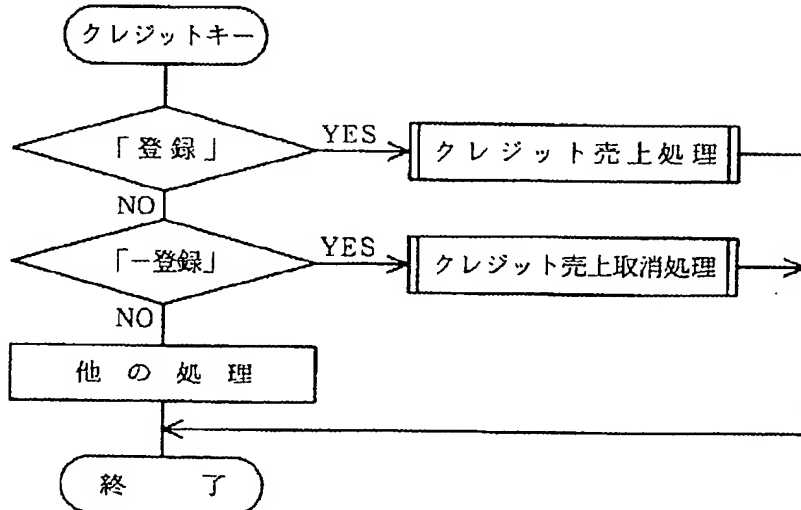 クレジットキー
「登録」
YES
クレジット売上処理
NO
「−登録」
YES
クレジット売上取消処理
NO
他の処理
終了